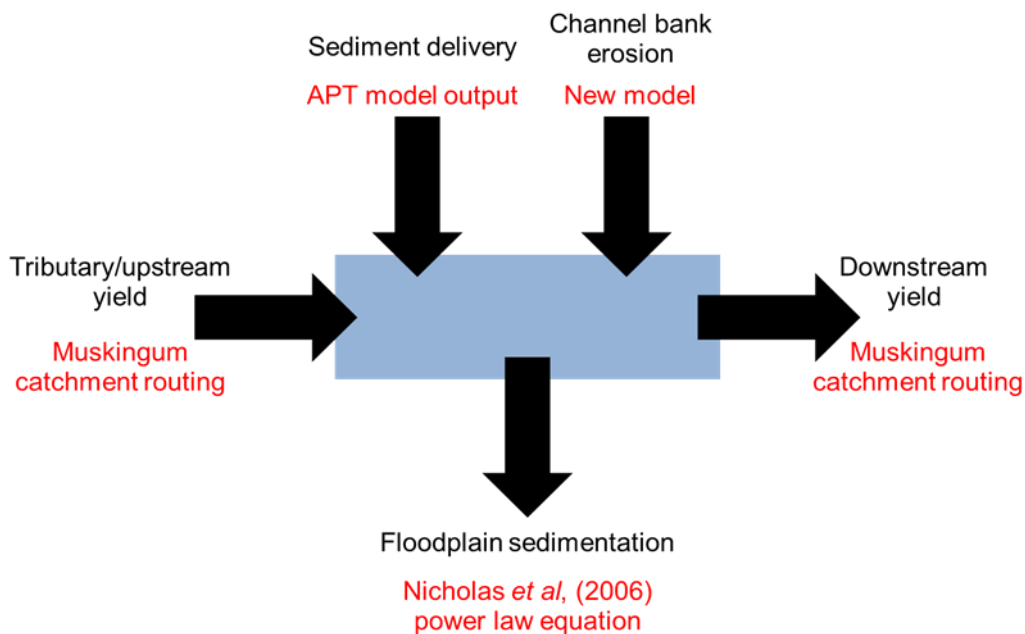 Sediment delivery
APT model output
Channel bank
erosion
New model
Tributary/upstream
yield
Muskingum
catchment routing
Downstream
yield
Muskingum
catchment routing
Floodplain sedimentation
Nicholas et al, (2006)
power law equation